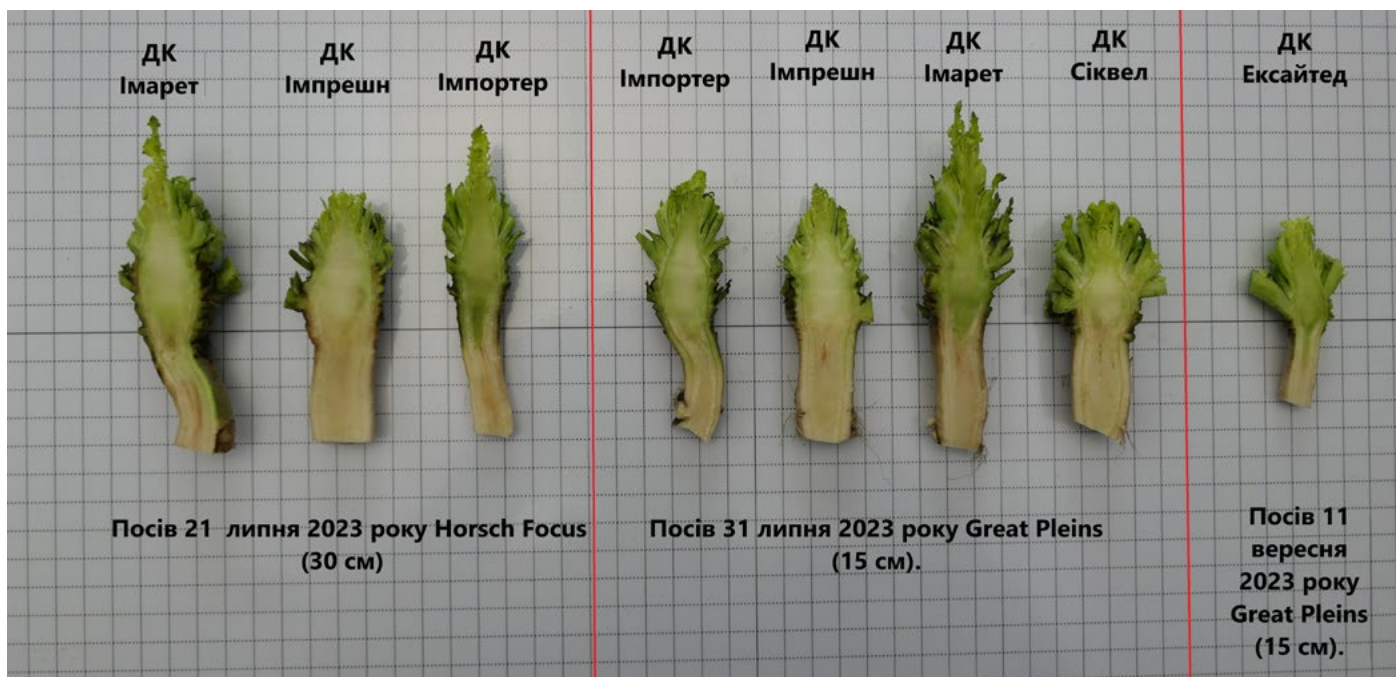 ДК
Імарет
ДК
Імпрешн
ДК
Імпортер
ДК
Імпортер
ДК
Імпрешн
ДК
Імарет
ДК
Сіквел
ДК
Ексайтед
Посів 21 липня 2023 року Horsch Focus
(30 см)
Посів 31 липня 2023 року Great Pleins
(15 см).
Посів 11
вересня
2023 року
Great Pleins
(15 см).